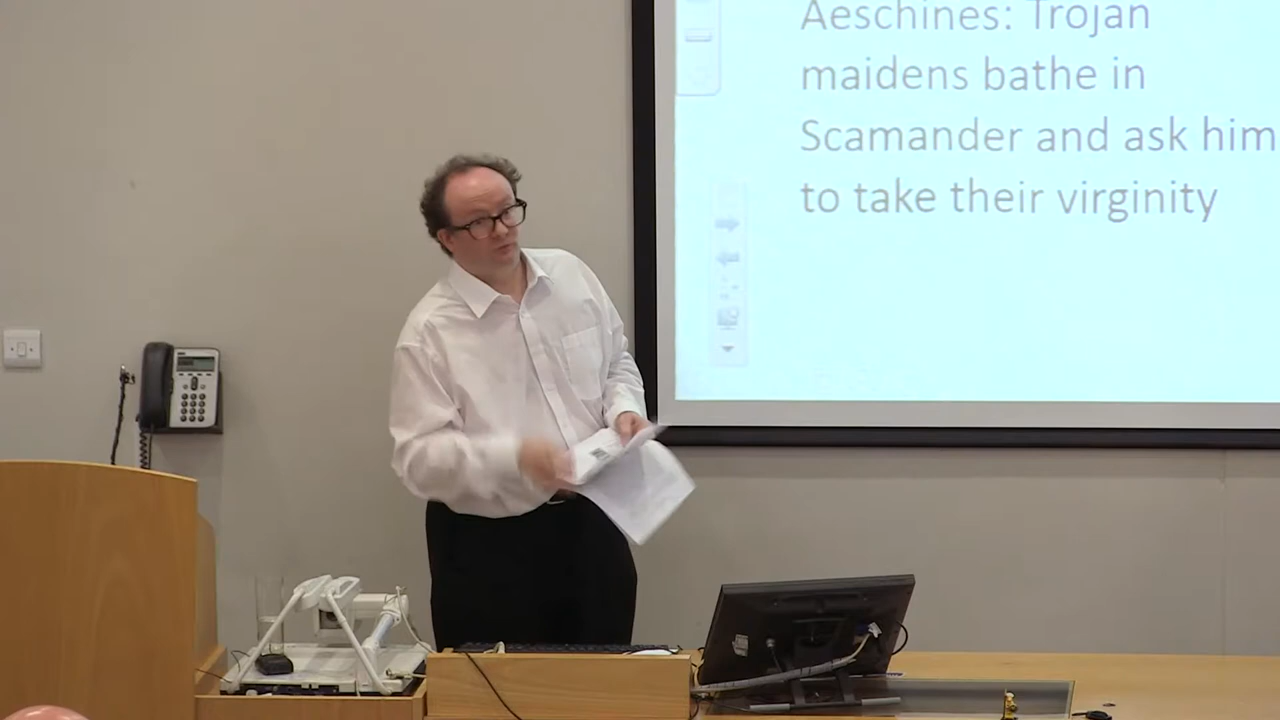 Aeschines: Trojan
maidens bathe in
Scamander and ask him
to take their virginity